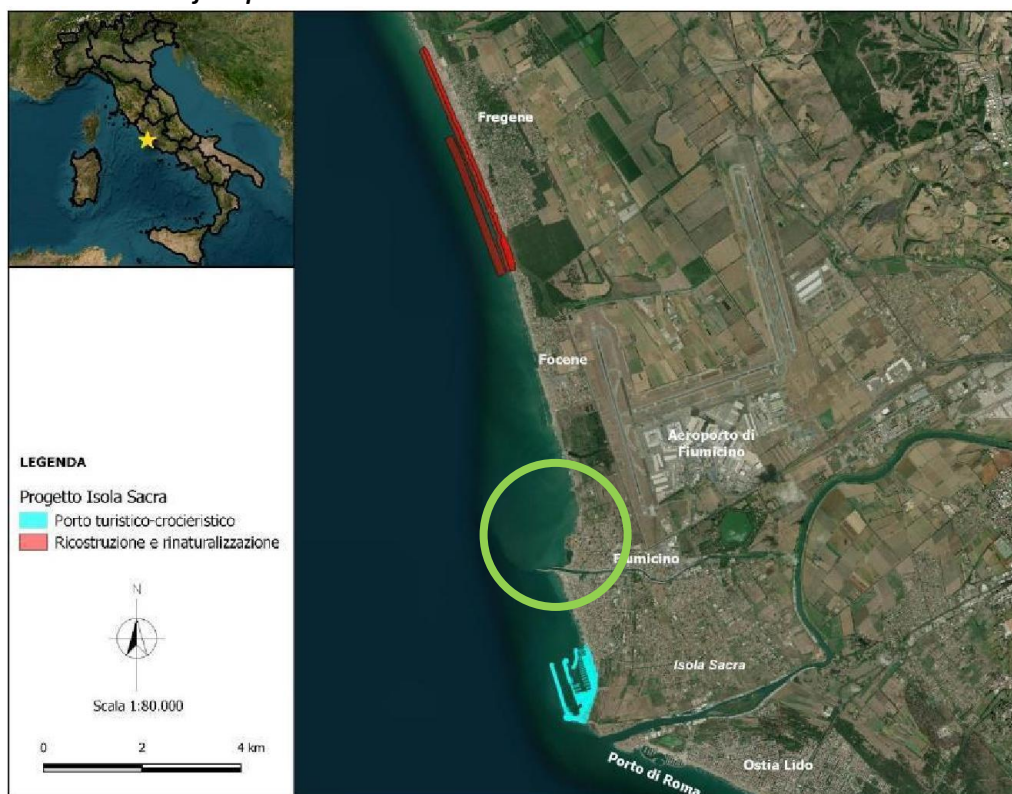 Fregene
Focene
Aeroporto di
Fiumicino
Fiumicino
Isola Sacra
Ostia Lido
Porto di Roma
LEGENDA
Progetto Isola Sacra
Porto turistico-crocieristico
Ricostruzione e rinaturalizzazione
N
Scala 1:80.000
0 2 4 km